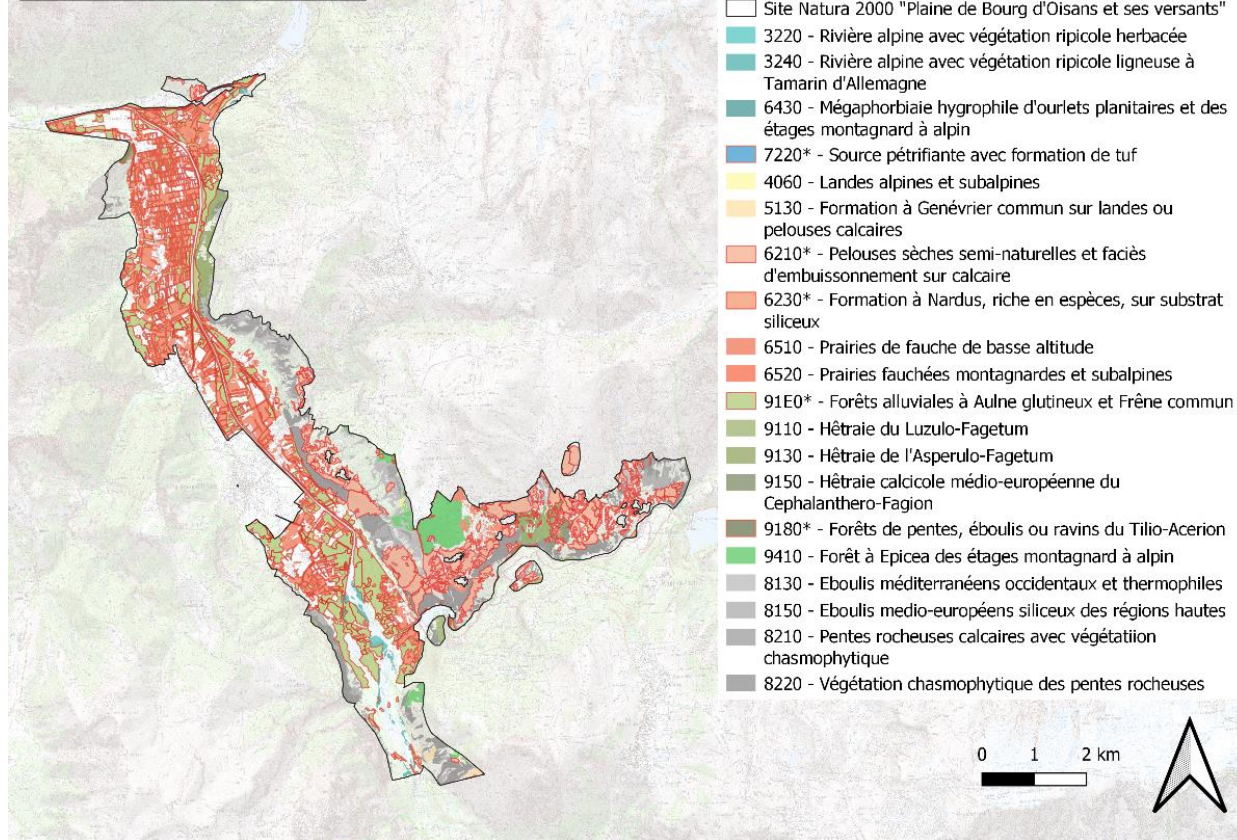 Site Natura 2000 "Plaine de Bourg d'Oisans et ses versants"
3220 - Rivière alpine avec végétation ripicole herbacée
3240 - Rivière alpine avec végétation ripicole ligneuse à
Tamarin d'Allemagne
6430 - Mégaphorbiaie hygrophile d'ourlets planitaires et des
étages montagnard à alpin
7220* - Source pétrifiante avec formation de tuf
4060 - Landes alpines et subalpines
5130 - Formation à Genévrier commun sur landes ou
pelouses calcaires
6210* - Pelouses sèches semi-naturelles et faciès
d'embuissonnement sur calcaire
6230* - Formation à Nardus, riche en espèces, sur substrat
siliceux
6510 - Prairies de fauche de basse altitude
6520 - Prairies fauchées montagnardes et subalpines
91E0* - Forêts alluviales à Aulne glutineux et Frêne commun
9110 - Hêtraie du Luzulo-Fagetum
9130 - Hêtraie de l'Asperulo-Fagetum
9150 - Hêtraie calcicole médio-européenne du
Cephalanthero-Fagion
9180* - Forêts de pentes, éboulis ou ravins du Tilio-Acerion
9410 - Forêt à Epicea des étages montagnard à alpin
8130 - Eboulis méditerranéens occidentaux et thermophiles
8150 - Eboulis medio-européens siliceux des régions hautes
8210 - Pentes rocheuses calcaires avec végétatiion
chasmophytique
8220 - Végétation chasmophytique des pentes rocheuses
0 1 2 km